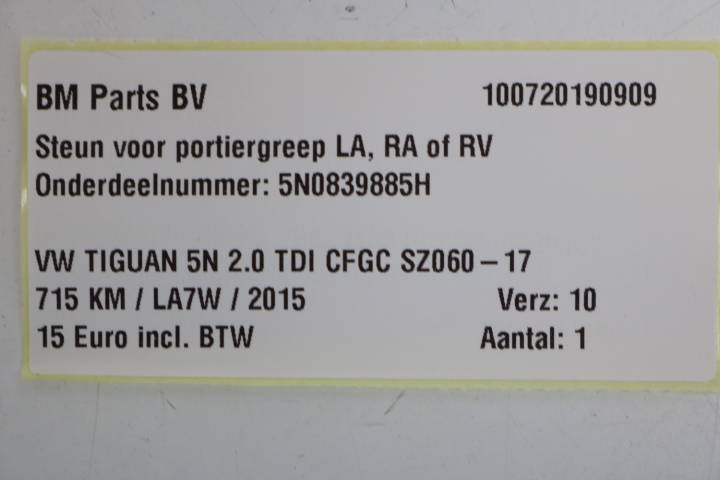 BM Parts BV 100720190909
Steun voor portiergreep LA, RA of RV
Onderdeelnummer: 5N0839885H
VW TIGUAN 5N 2.0 TDI CFGC SZ060 – 17
715 KM / LA7W / 2015 Verz: 10
15 Euro incl. BTW Aantal: 1